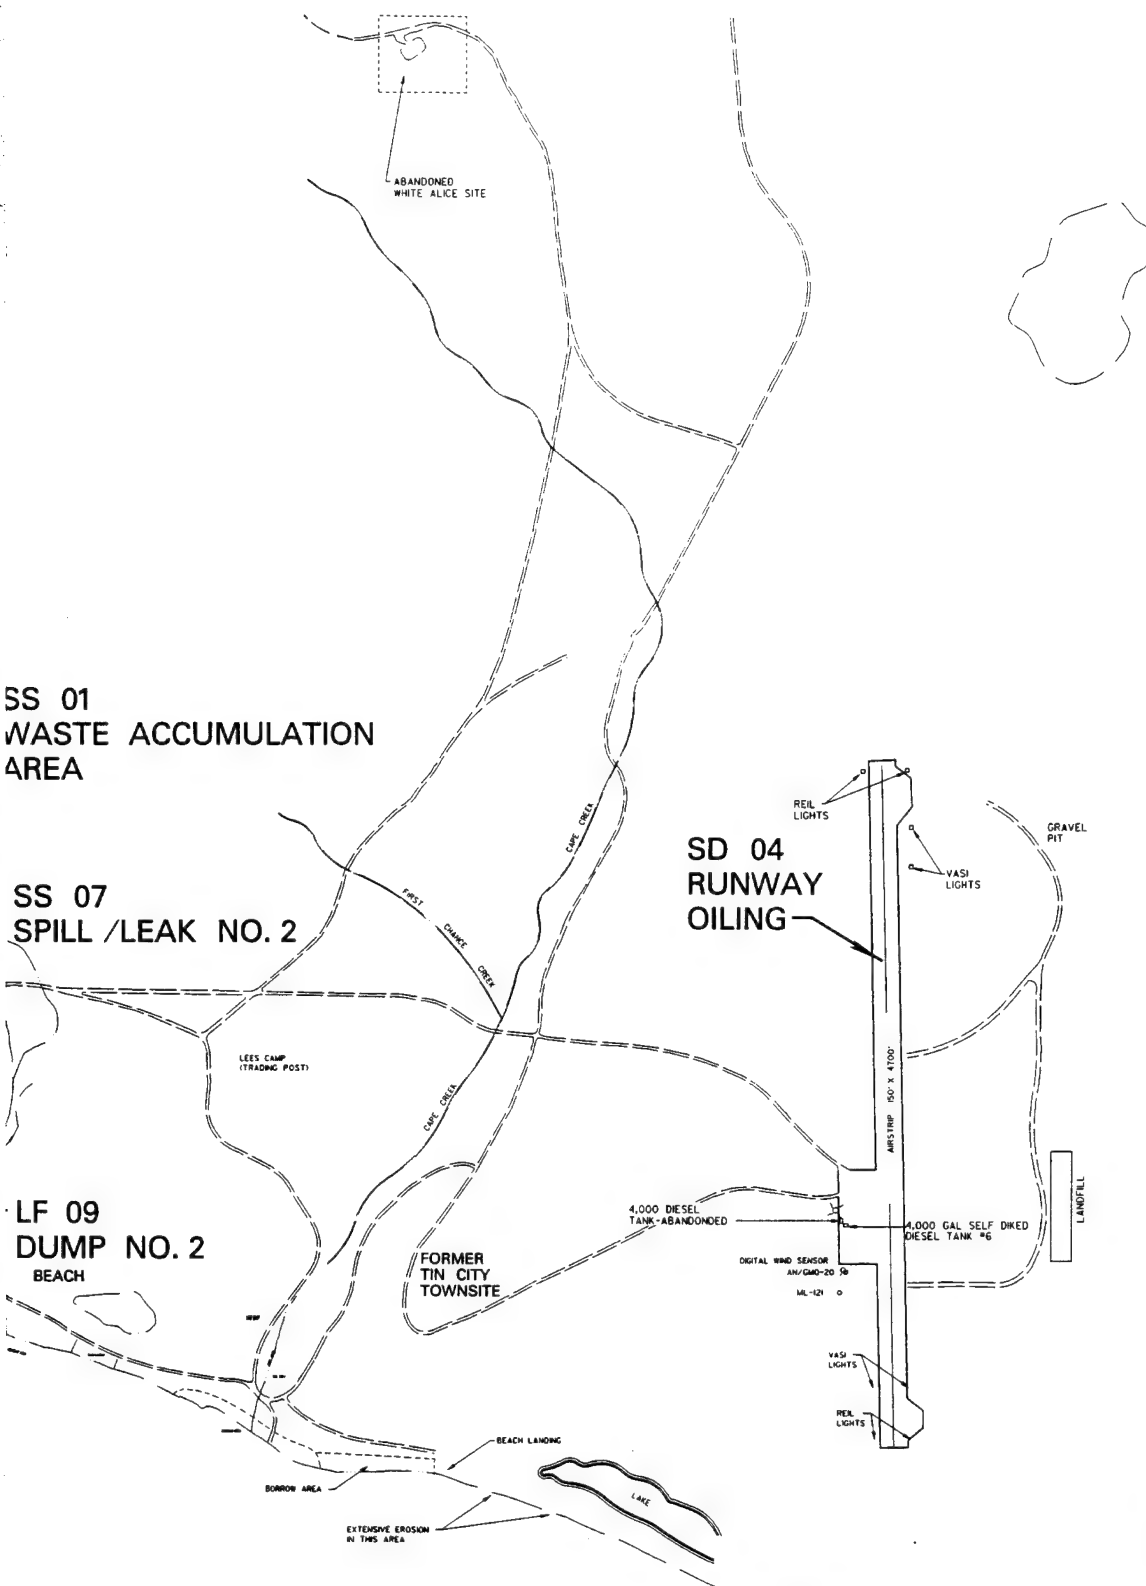 ABANDONED
WHITE ALICE SITE
SS 01
WASTE ACCUMULATION
AREA
REIL
LIGHTS
GRAVEL
PIT
CAPE CREEK
SD 04
RUNWAY
OILING
VASI
LIGHTS
SS 07
SPILL /LEAK NO. 2
FIRST CHANCE CREEK
LEES CAMP
(TRADING POST)
AIRSTRIP 150' X 4700'
CAPE CREEK
LF 09
DUMP NO. 2
BEACH
4,000 DIESEL
TANK-ABANDONDED
4,000 GAL SELF DIKED
DIESEL TANK #6
LANDFILL
FORMER
TIN CITY
TOWNSITE
DIGITAL WIND SENSOR
AN/GMQ-20
ML-121
VASI
LIGHTS
REIL
LIGHTS
BEACH LANDING
BORROW AREA
LAKE
EXTENSIVE EROSION
IN THIS AREA